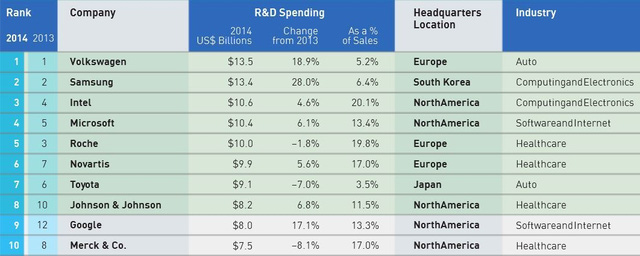 Rank Company R&D Spending Headquarters Location Industry
2014 2013 2014 US$ Billions Change from 2013 As a % of Sales
1 1 Volkswagen $13.5 18.9% 5.2% Europe Auto
2 2 Samsung $13.4 28.0% 6.4% South Korea ComputingandElectronics
3 4 Intel $10.6 4.6% 20.1% NorthAmerica ComputingandElectronics
4 5 Microsoft $10.4 6.1% 13.4% NorthAmerica SoftwareandInternet
5 3 Roche $10.0 –1.8% 19.8% Europe Healthcare
6 7 Novartis $9.9 5.6% 17.0% Europe Healthcare
7 6 Toyota $9.1 –7.0% 3.5% Japan Auto
8 10 Johnson & Johnson $8.2 6.8% 11.5% NorthAmerica Healthcare
9 12 Google $8.0 17.1% 13.3% NorthAmerica SoftwareandInternet
10 8 Merck & Co. $7.5 –8.1% 17.0% NorthAmerica Healthcare